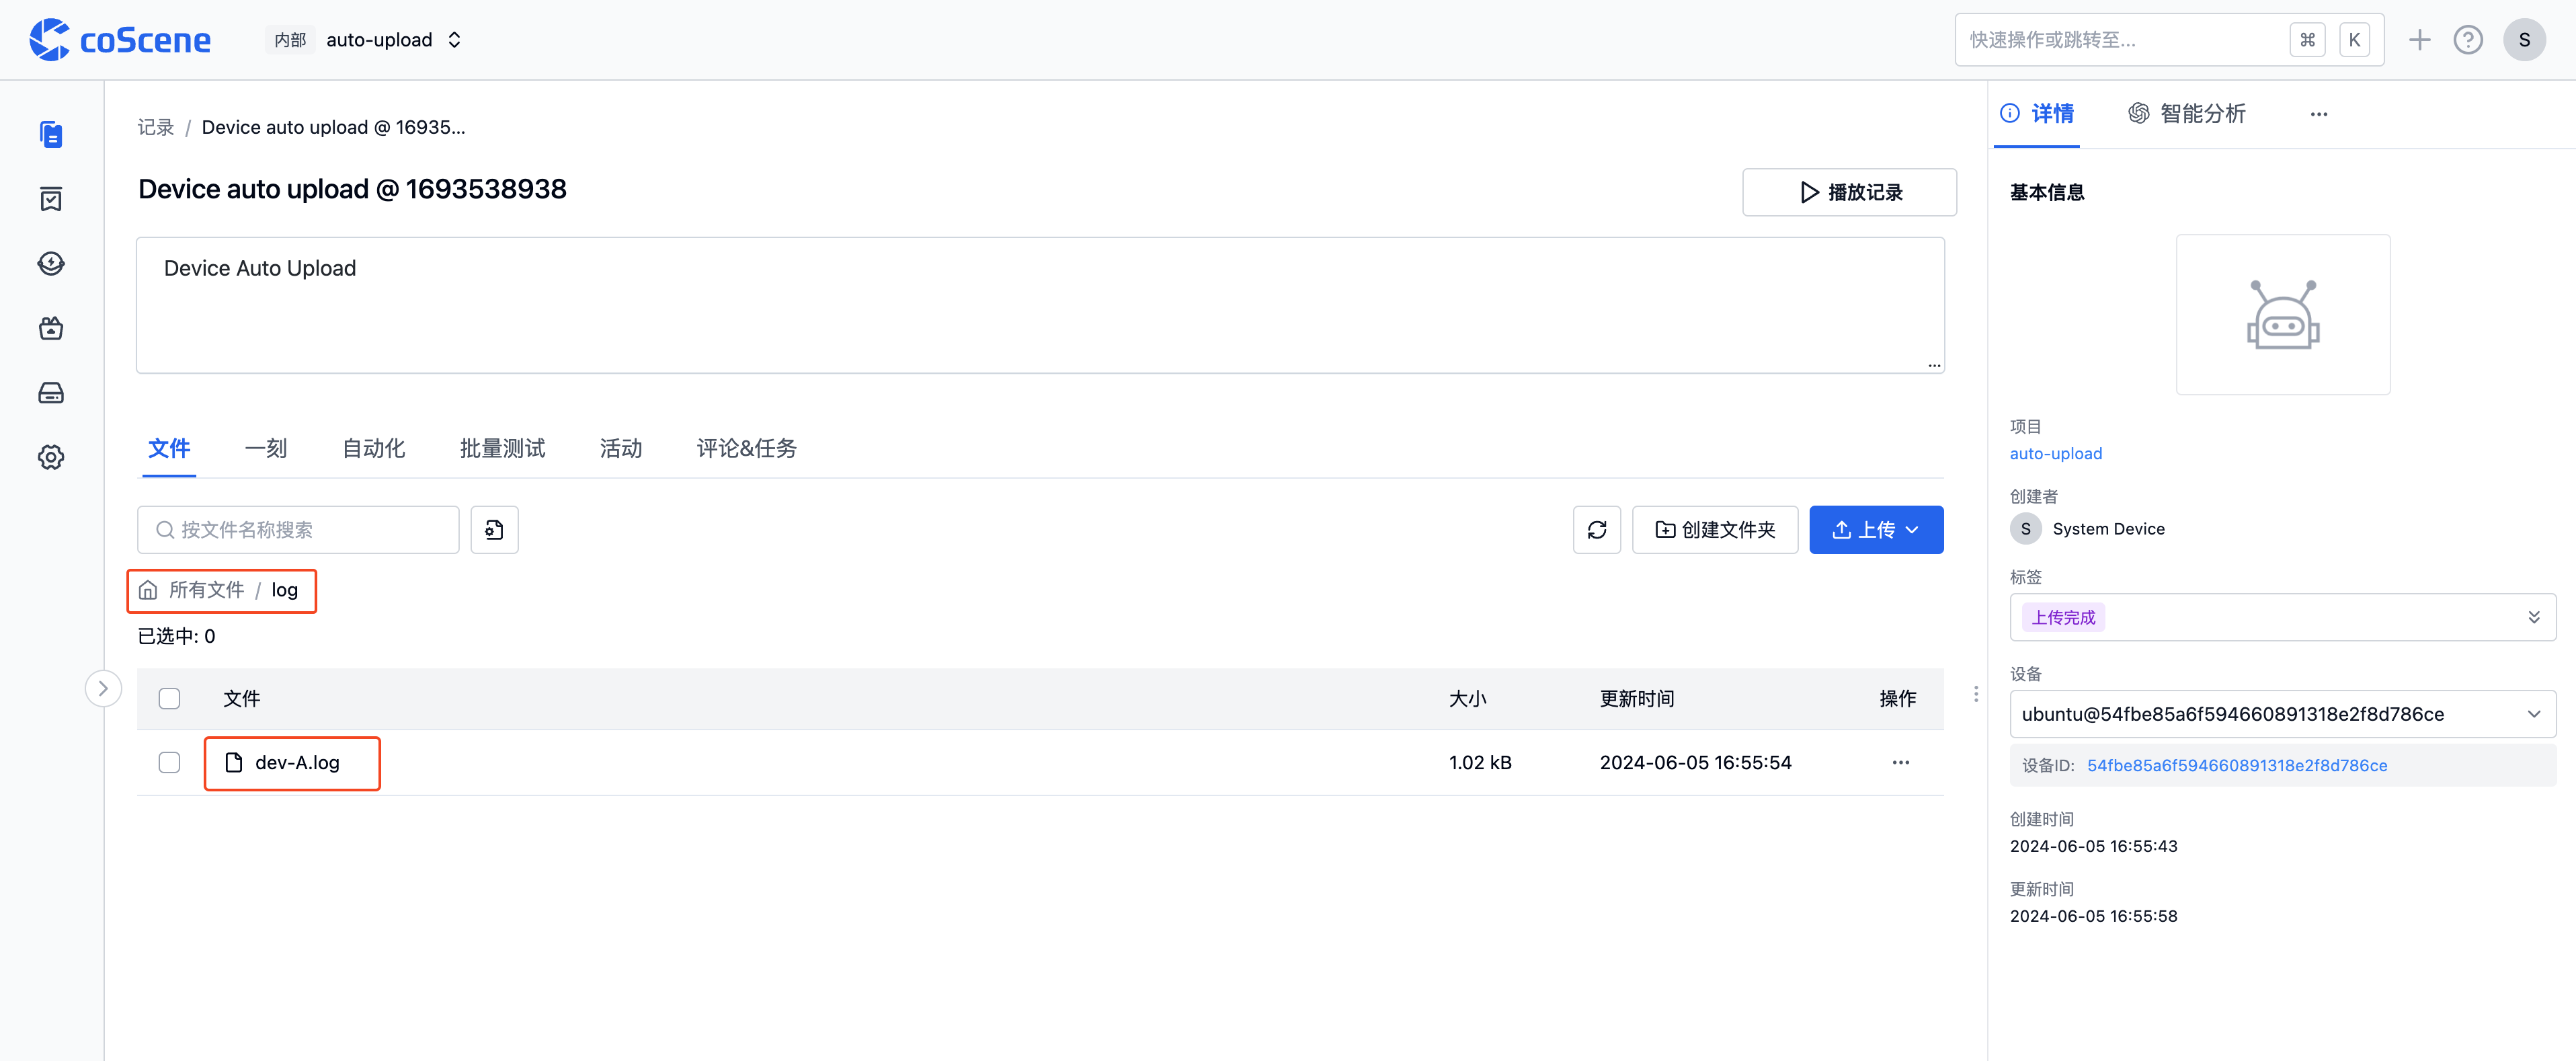 coScene
内部 auto-upload
快速操作或跳转至... ⌘ K
S
记录 / Device auto upload @ 16935...
Device auto upload @ 1693538938
播放记录
Device Auto Upload
文件 一刻 自动化 批量测试 活动 评论&任务
按文件名称搜索
创建文件夹
上传
所有文件 / log
已选中: 0
文件 大小 更新时间 操作
dev-A.log 1.02 kB 2024-06-05 16:55:54
详情 智能分析
基本信息
项目
auto-upload
创建者
S System Device
标签
上传完成
设备
ubuntu@54fbe85a6f594660891318e2f8d786ce
设备ID: 54fbe85a6f594660891318e2f8d786ce
创建时间
2024-06-05 16:55:43
更新时间
2024-06-05 16:55:58